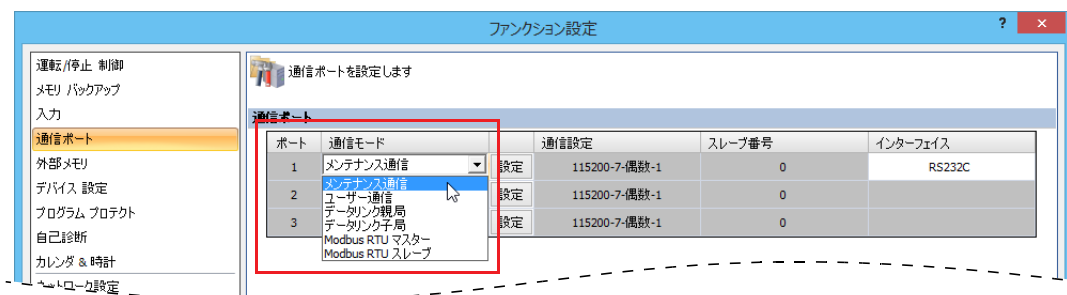 ファンクション設定
? ×
運転/停止 制御
メモリ バックアップ
入力
通信ポート
外部メモリ
デバイス 設定
プログラム プロテクト
自己診断
カレンダ & 時計
ネットワーク設定
通信ポートを設定します
通信ポート
ポート 通信モード 通信設定 スレーブ番号 インターフェイス
1 メンテナンス通信 設定 115200-7-偶数-1 0 RS232C
2 設定 115200-7-偶数-1 0
3 設定 115200-7-偶数-1 0
メンテナンス通信
ユーザー通信
データリンク親局
データリンク子局
Modbus RTU マスター
Modbus RTU スレーブ